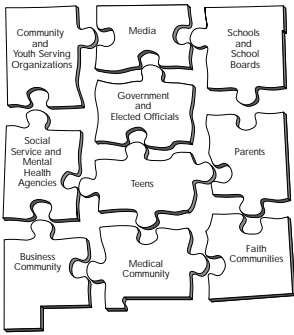 Community
and
Youth Serving
Organizations
Media
Schools
and
School
Boards
Government
and
Elected Officials
Social
Service and
Mental
Health
Agencies
Teens
Parents
Business
Community
Medical
Community
Faith
Communities